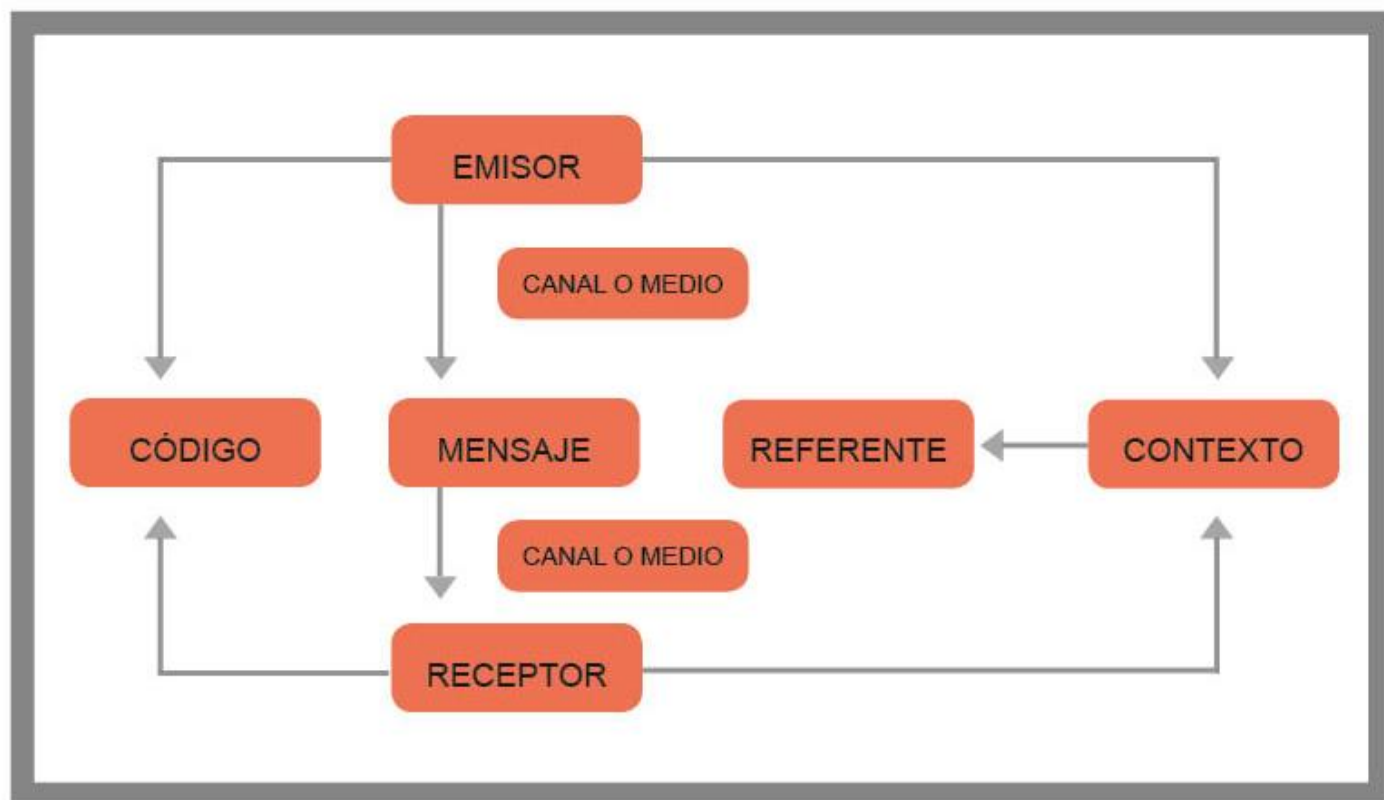 EMISOR
CANAL O MEDIO
CÓDIGO
MENSAJE
REFERENTE
CONTEXTO
CANAL O MEDIO
RECEPTOR